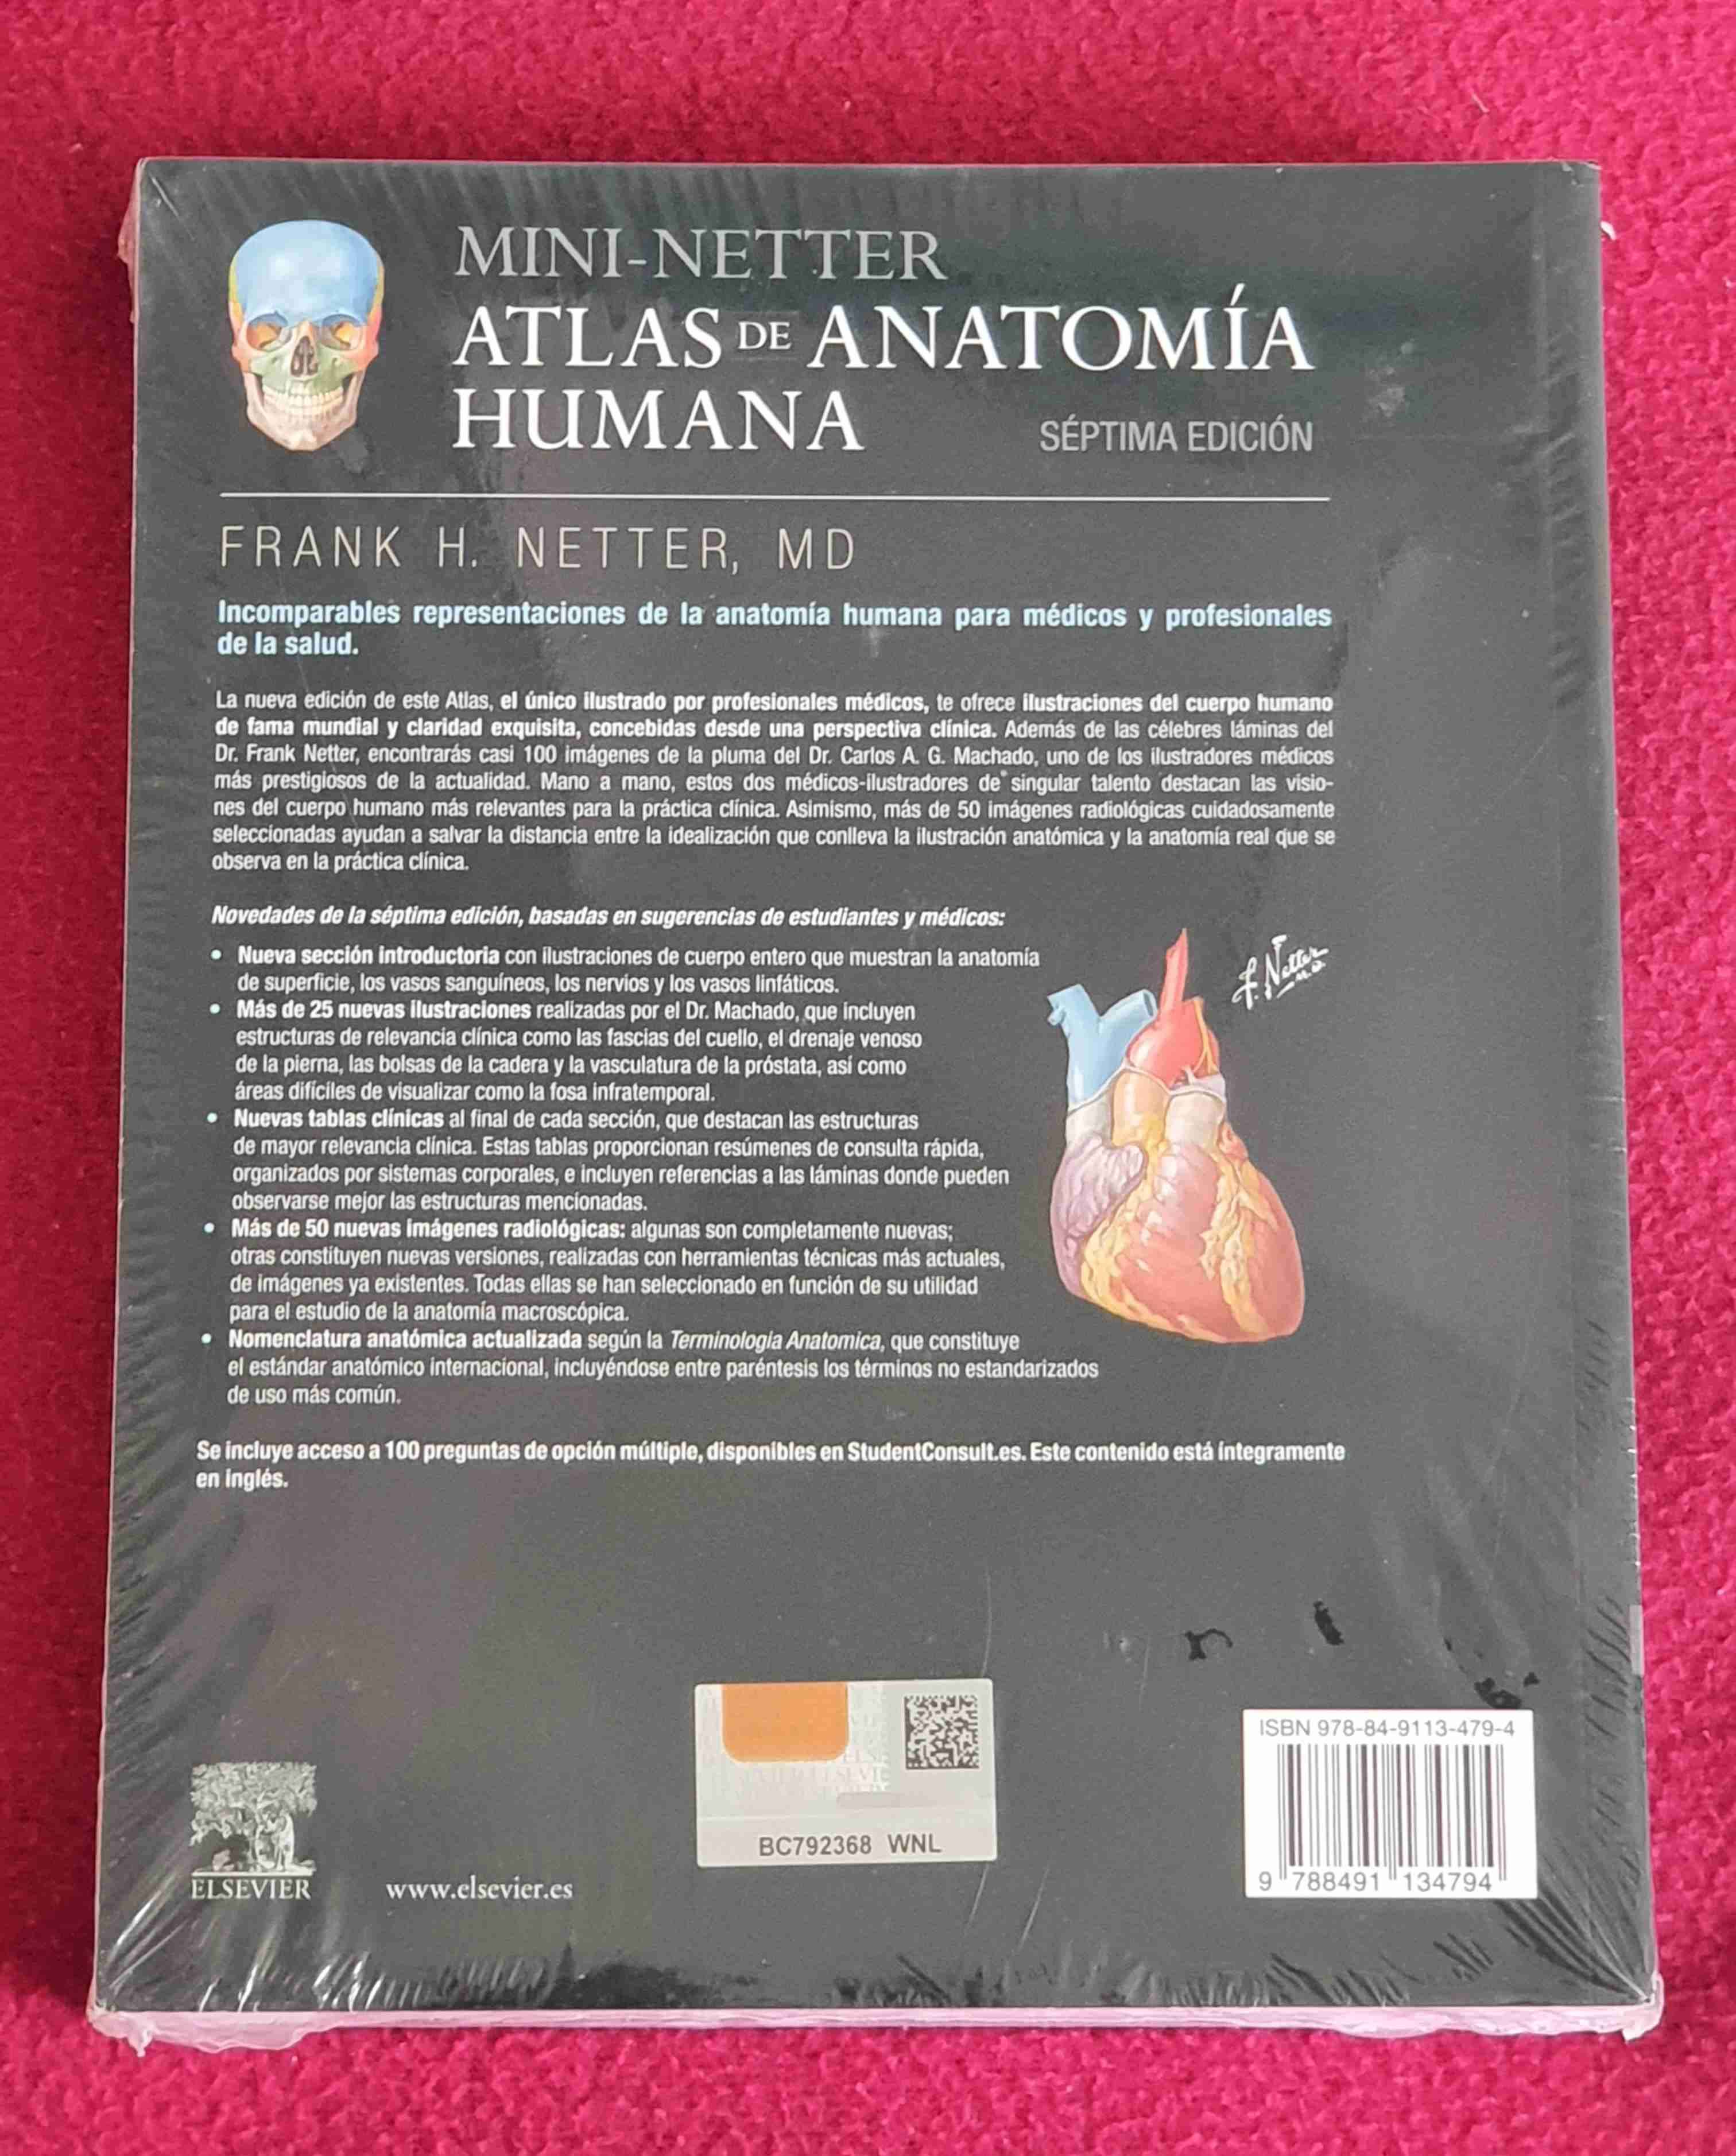 MINI-NETTER
ATLAS DE ANATOMÍA
HUMANA
SÉPTIMA EDICIÓN
FRANK H. NETTER, MD
Incomparables representaciones de la anatomía humana para médicos y profesionales
de la salud.
La nueva edición de este Atlas, el único ilustrado por profesionales médicos, te ofrece ilustraciones del cuerpo humano
de fama mundial y claridad exquisita, concebidas desde una perspectiva clínica. Además de las célebres láminas del
Dr. Frank Netter, encontrarás casi 100 imágenes de la pluma del Dr. Carlos A. G. Machado, uno de los ilustradores médicos
más prestigiosos de la actualidad. Mano a mano, estos dos médicos-ilustradores de singular talento destacan las visio-
nes del cuerpo humano más relevantes para la práctica clínica. Asimismo, más de 50 imágenes radiológicas cuidadosamente
seleccionadas ayudan a salvar la distancia entre la idealización que conlleva la ilustración anatómica y la anatomía real que se
observa en la práctica clínica.
Novedades de la séptima edición, basadas en sugerencias de estudiantes y médicos:
• Nueva sección introductoria con ilustraciones de cuerpo entero que muestran la anatomía
de superficie, los vasos sanguíneos, los nervios y los vasos linfáticos.
• Más de 25 nuevas ilustraciones realizadas por el Dr. Machado, que incluyen
estructuras de relevancia clínica como las fascias del cuello, el drenaje venoso
de la pierna, las bolsas de la cadera y la vasculatura de la próstata, así como
áreas difíciles de visualizar como la fosa infratemporal.
• Nuevas tablas clínicas al final de cada sección, que destacan las estructuras
de mayor relevancia clínica. Estas tablas proporcionan resúmenes de consulta rápida,
organizados por sistemas corporales, e incluyen referencias a las láminas donde pueden
observarse mejor las estructuras mencionadas.
• Más de 50 nuevas imágenes radiológicas: algunas son completamente nuevas;
otras constituyen nuevas versiones, realizadas con herramientas técnicas más actuales,
de imágenes ya existentes. Todas ellas se han seleccionado en función de su utilidad
para el estudio de la anatomía macroscópica.
• Nomenclatura anatómica actualizada según la Terminologia Anatomica, que constituye
el estándar anatómico internacional, incluyéndose entre paréntesis los términos no estandarizados
de uso más común.
F. Netter
M.D.
Se incluye acceso a 100 preguntas de opción múltiple, disponibles en StudentConsult.es. Este contenido está íntegramente
en inglés.
ELSEVIER
www.elsevier.es
BC792368 WNL
ISBN 978-84-9113-479-4
9 788491 134794